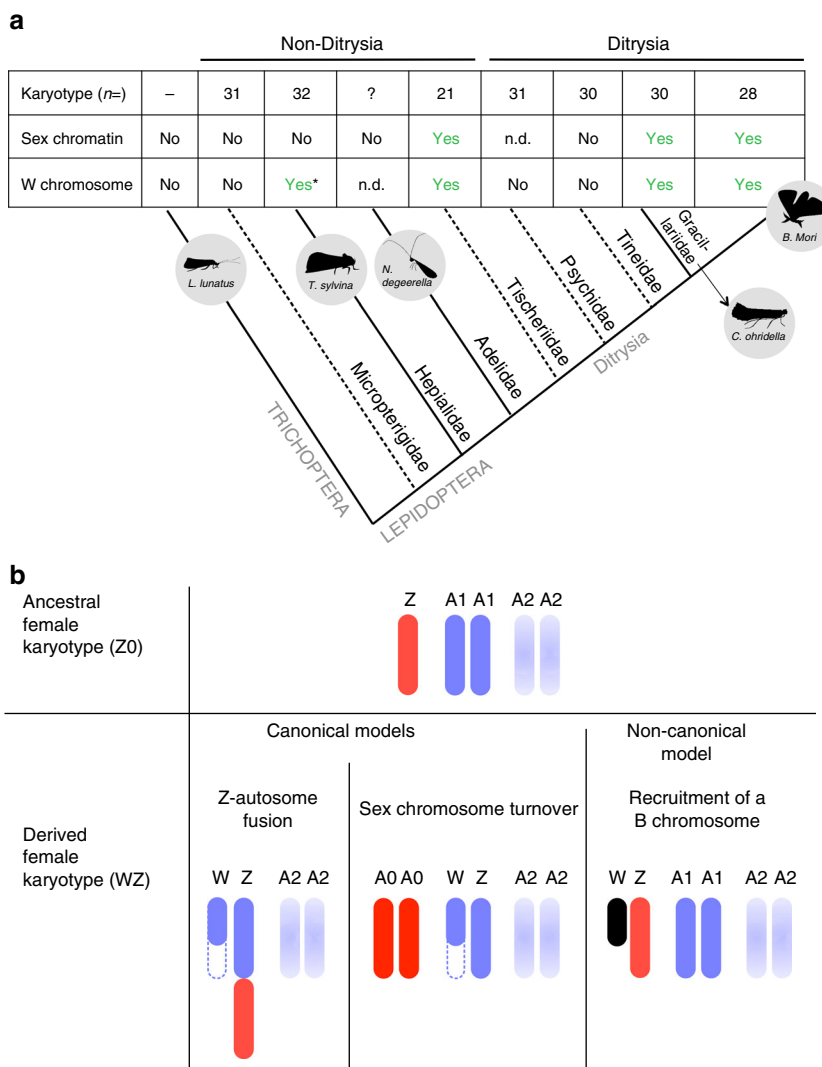 a
Non-Ditrysia Ditrysia
Karyotype (n=) – 31 32 ? 21 31 30 30 28
Sex chromatin No No No No Yes n.d. No Yes Yes
W chromosome No No Yes* n.d. Yes No No Yes Yes
L. lunatus
T. sylvina
N. degeerella
B. Mori
C. ohridella
TRICHOPTERA
Micropterigidae
Hepialidae
Adelidae
Tischeriidae
Psychidae
Tineidae
Gracil-
lariidae
Ditrysia
LEPIDOPTERA
b
Ancestral
female
karyotype (Z0)
Z A1 A1 A2 A2
Canonical models
Non-canonical
model
Z-autosome
fusion
Sex chromosome turnover
Recruitment of a
B chromosome
Derived
female
karyotype (WZ)
W Z A2 A2
A0 A0 W Z A2 A2
W Z A1 A1 A2 A2